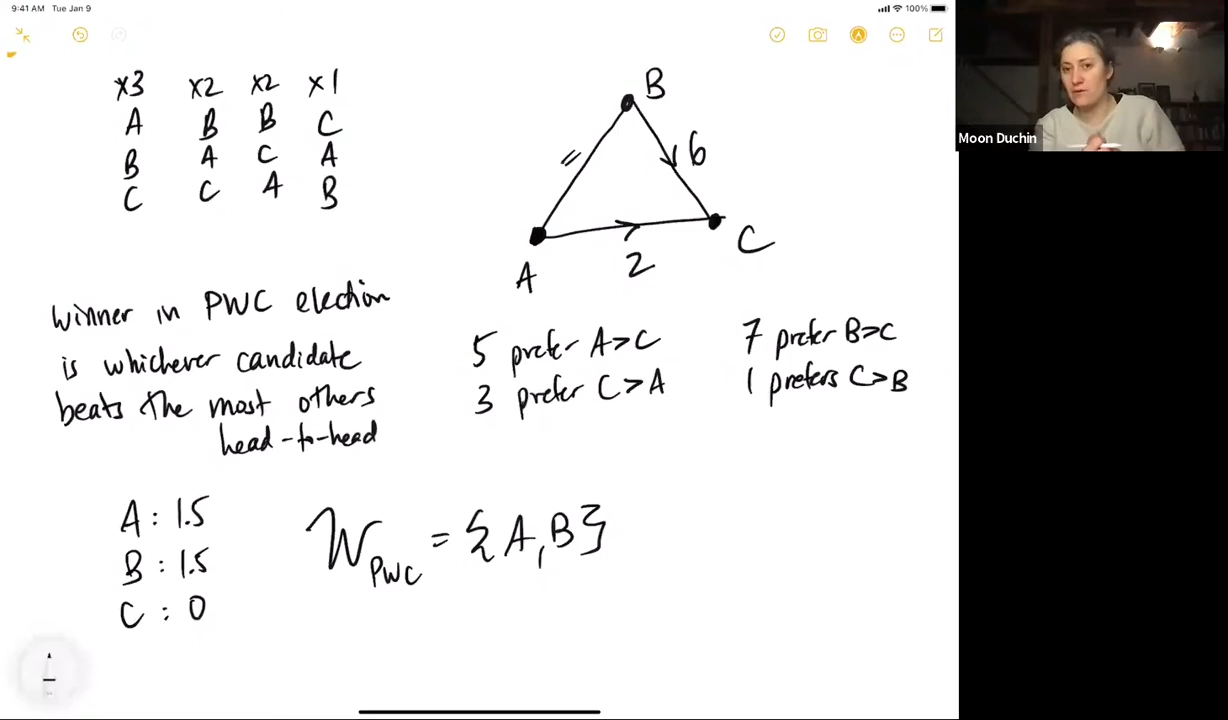 9:41 AM Tue Jan 9
100%
x3 x2 x2 x1
A B B C
B A C A
C C A B
B
=
6
A
2
C
Winner in PWC election
is whichever candidate
beats the most others
head-to-head
5 prefer A>C
3 prefer C>A
7 prefer B>C
1 prefers C>B
A: 1.5
B: 1.5
C: 0
W_PWC = {A, B}
Moon Duchin